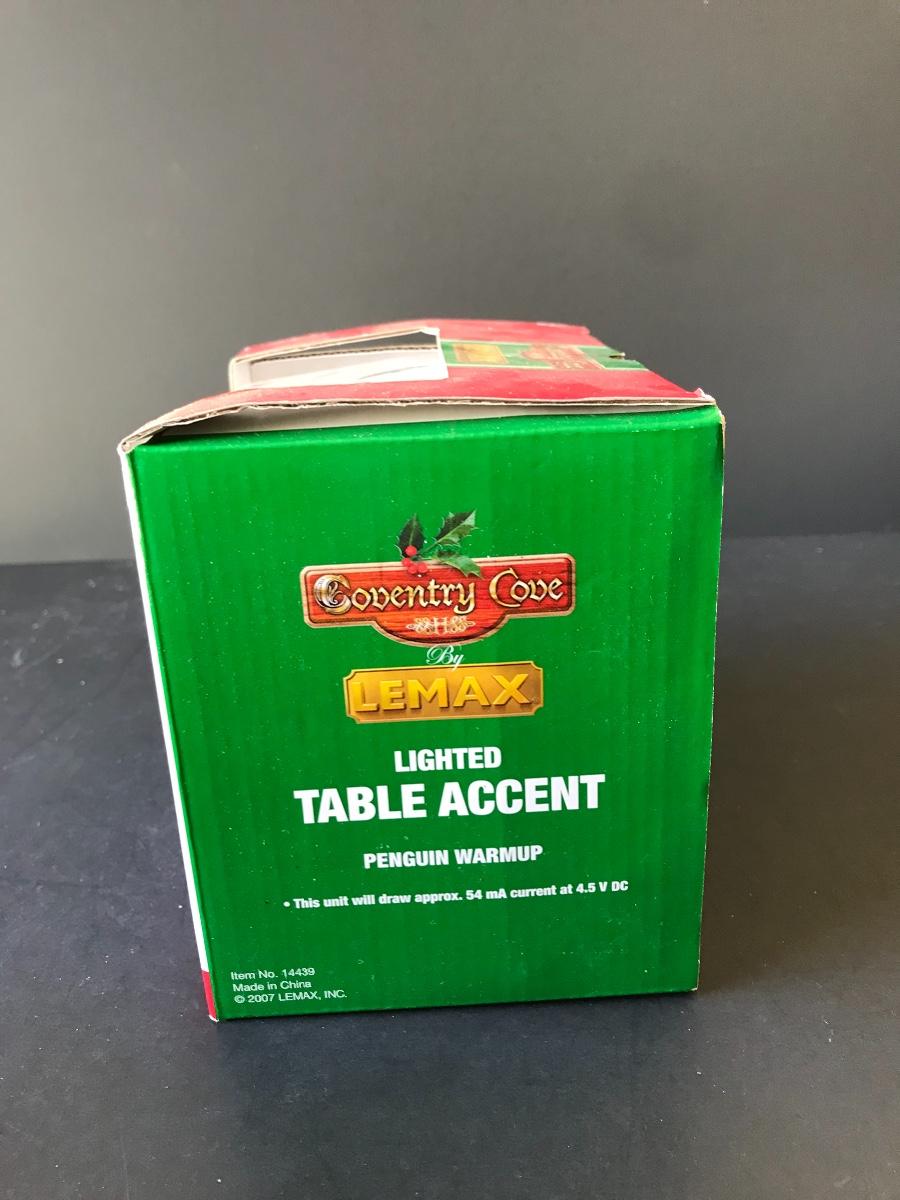 Coventry Cove
By
LEMAX
LIGHTED
TABLE ACCENT
PENGUIN WARMUP
• This unit will draw approx. 54 mA current at 4.5 V DC
Item No. 14439
Made in China
© 2007 LEMAX, INC.